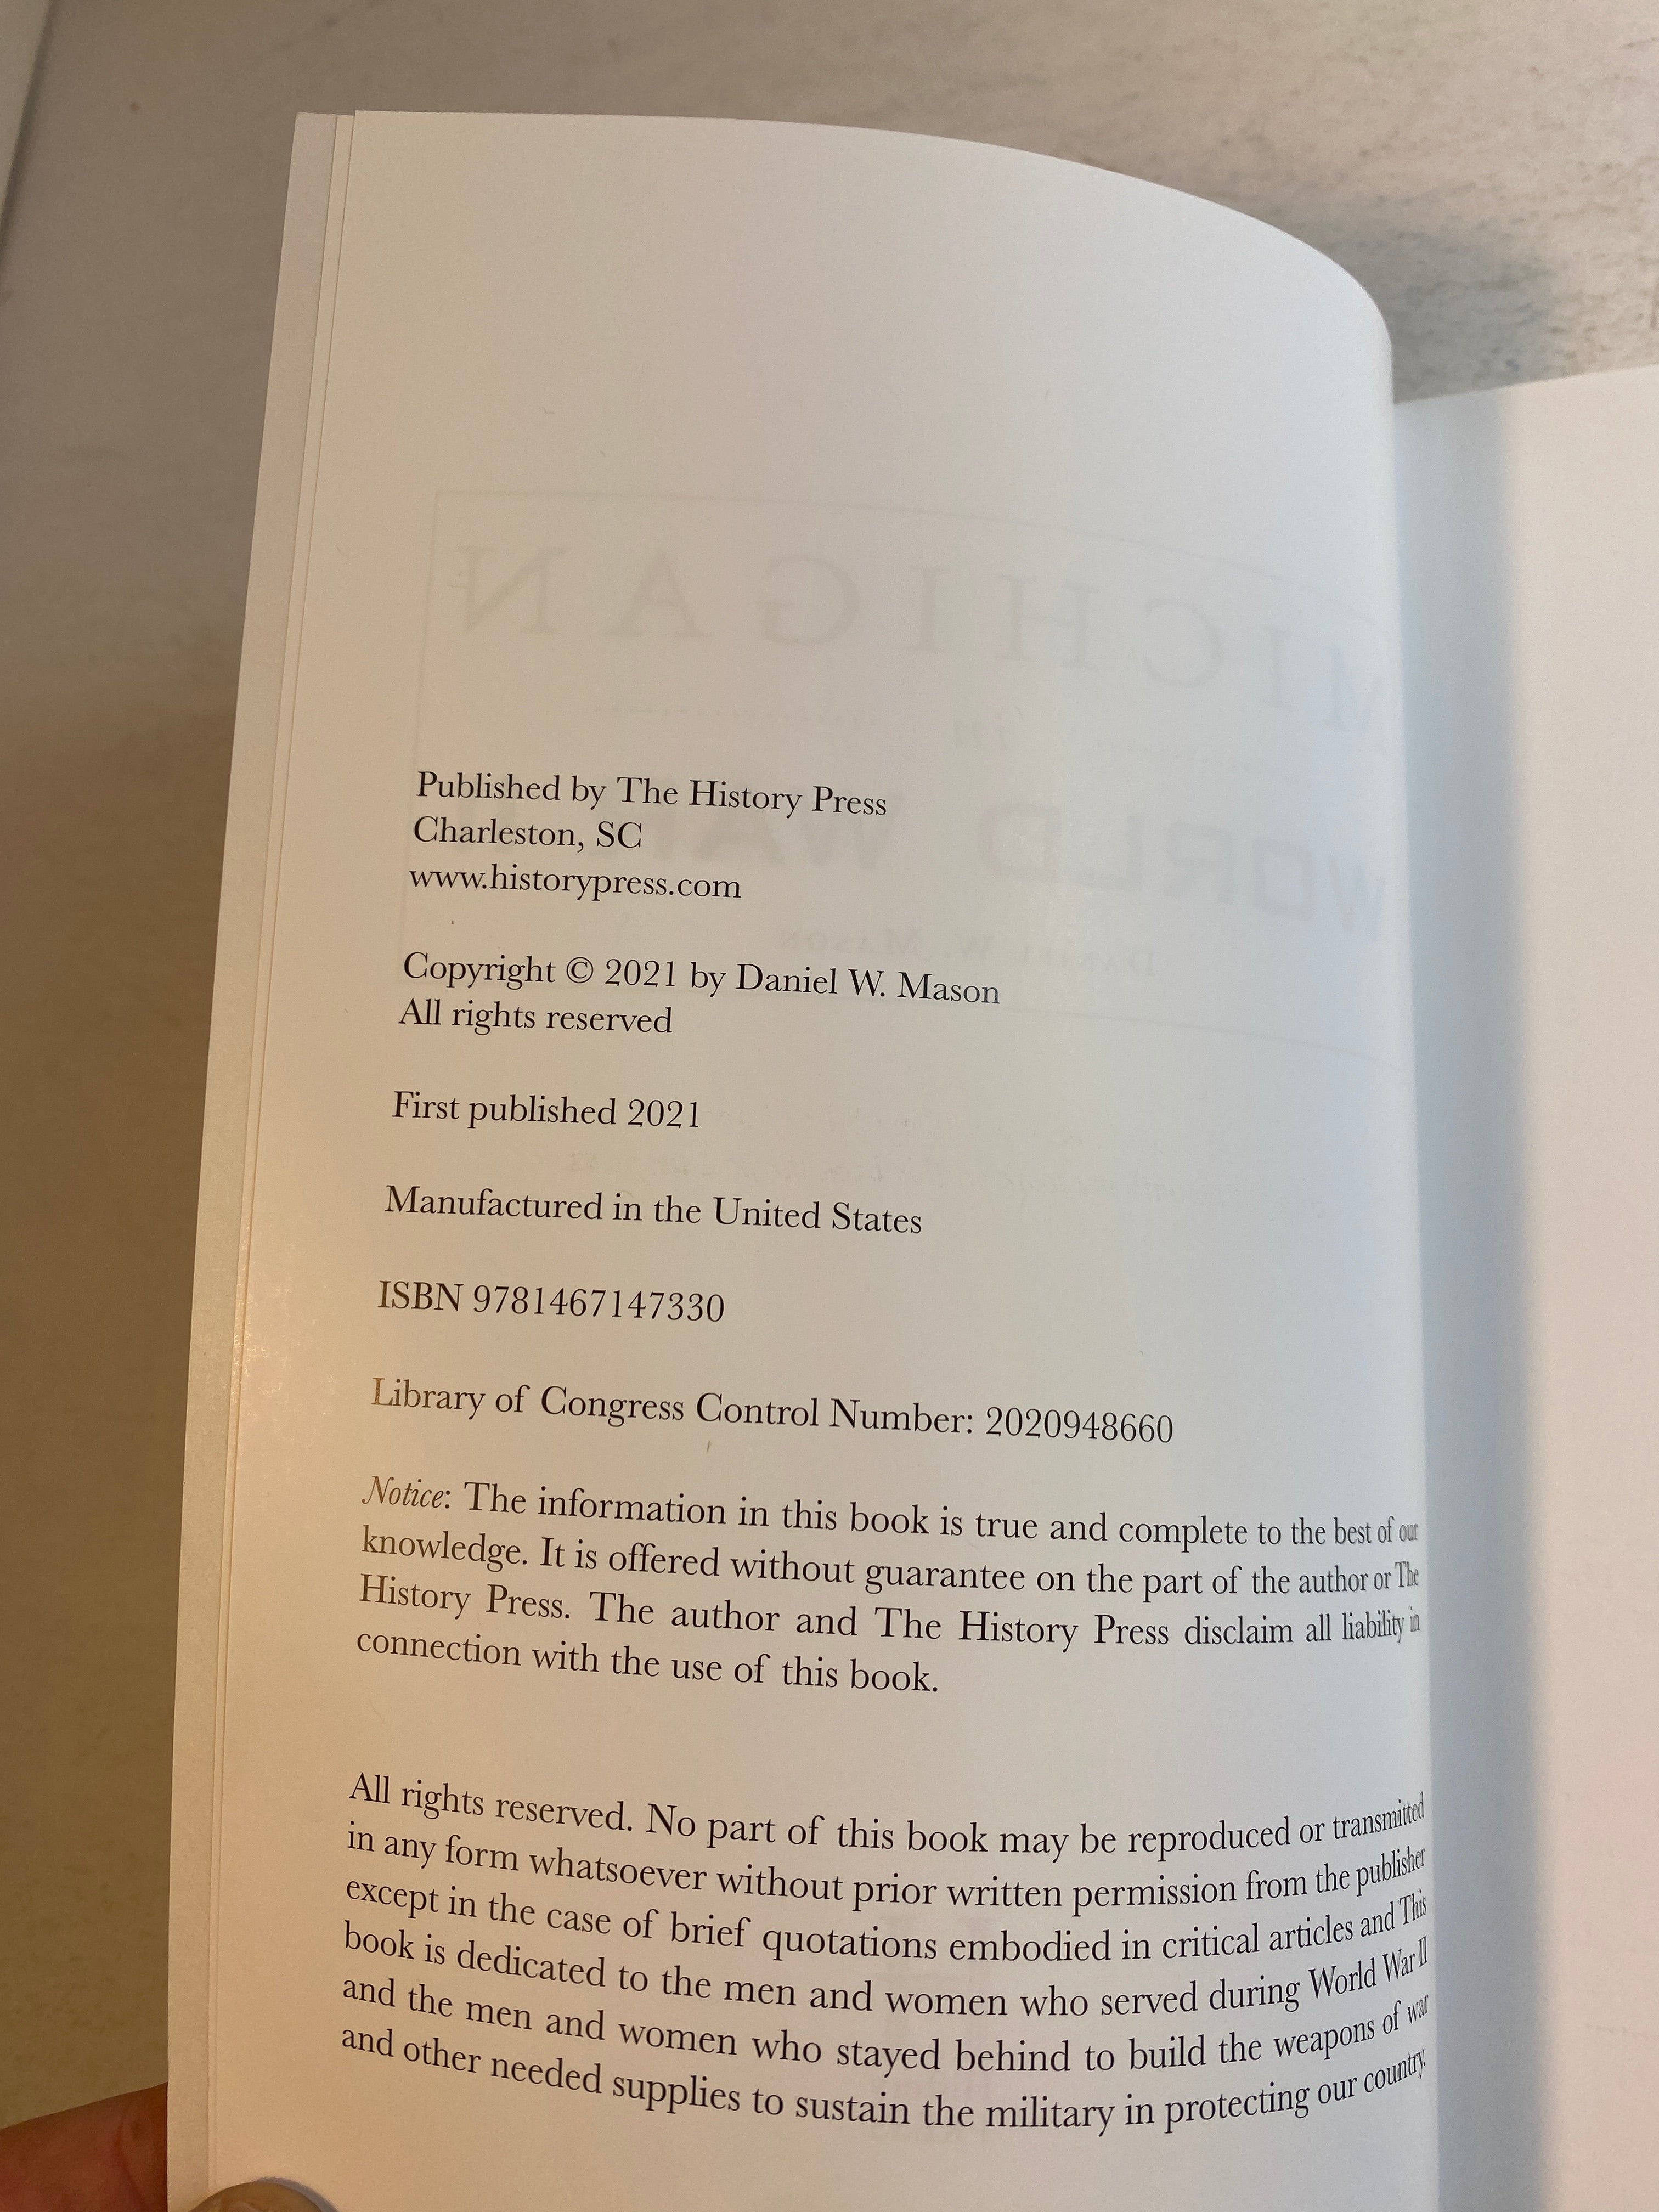 Published by The History Press
Charleston, SC
www.historypress.com
Copyright © 2021 by Daniel W. Mason
All rights reserved
First published 2021
Manufactured in the United States
ISBN 9781467147330
Library of Congress Control Number: 2020948660
Notice: The information in this book is true and complete to the best of our
knowledge. It is offered without guarantee on the part of the author or The
History Press. The author and The History Press disclaim all liability in
connection with the use of this book.
All rights reserved. No part of this book may be reproduced or transmitted
in any form whatsoever without prior written permission from the publisher
except in the case of brief quotations embodied in critical articles and This
book is dedicated to the men and women who served during World War II
and the men and women who stayed behind to build the weapons of war
and other needed supplies to sustain the military in protecting our country.
MICHIGAN
in
WORLD WAR
DANIEL W. MASON